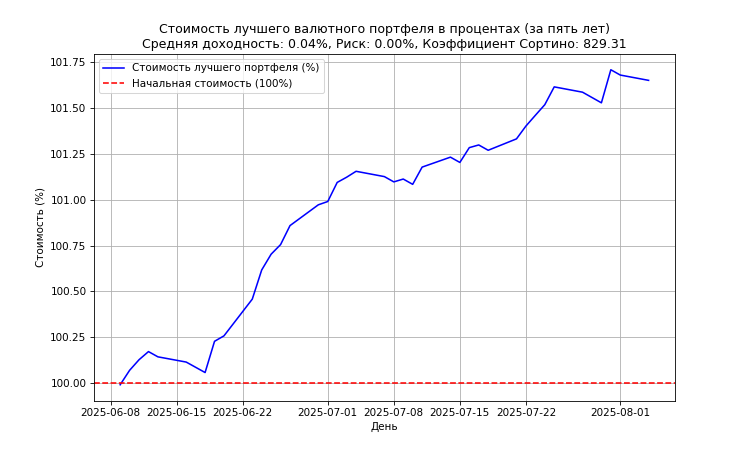 Стоимость лучшего валютного портфеля в процентах (за пять лет)
Средняя доходность: 0.04%, Риск: 0.00%, Коэффициент Сортино: 829.31
Стоимость лучшего портфеля (%)
Начальная стоимость (100%)
Стоимость (%)
101.75
101.50
101.25
101.00
100.75
100.50
100.25
100.00
2025-06-08 2025-06-15 2025-06-22 2025-07-01 2025-07-08 2025-07-15 2025-07-22 2025-08-01
День